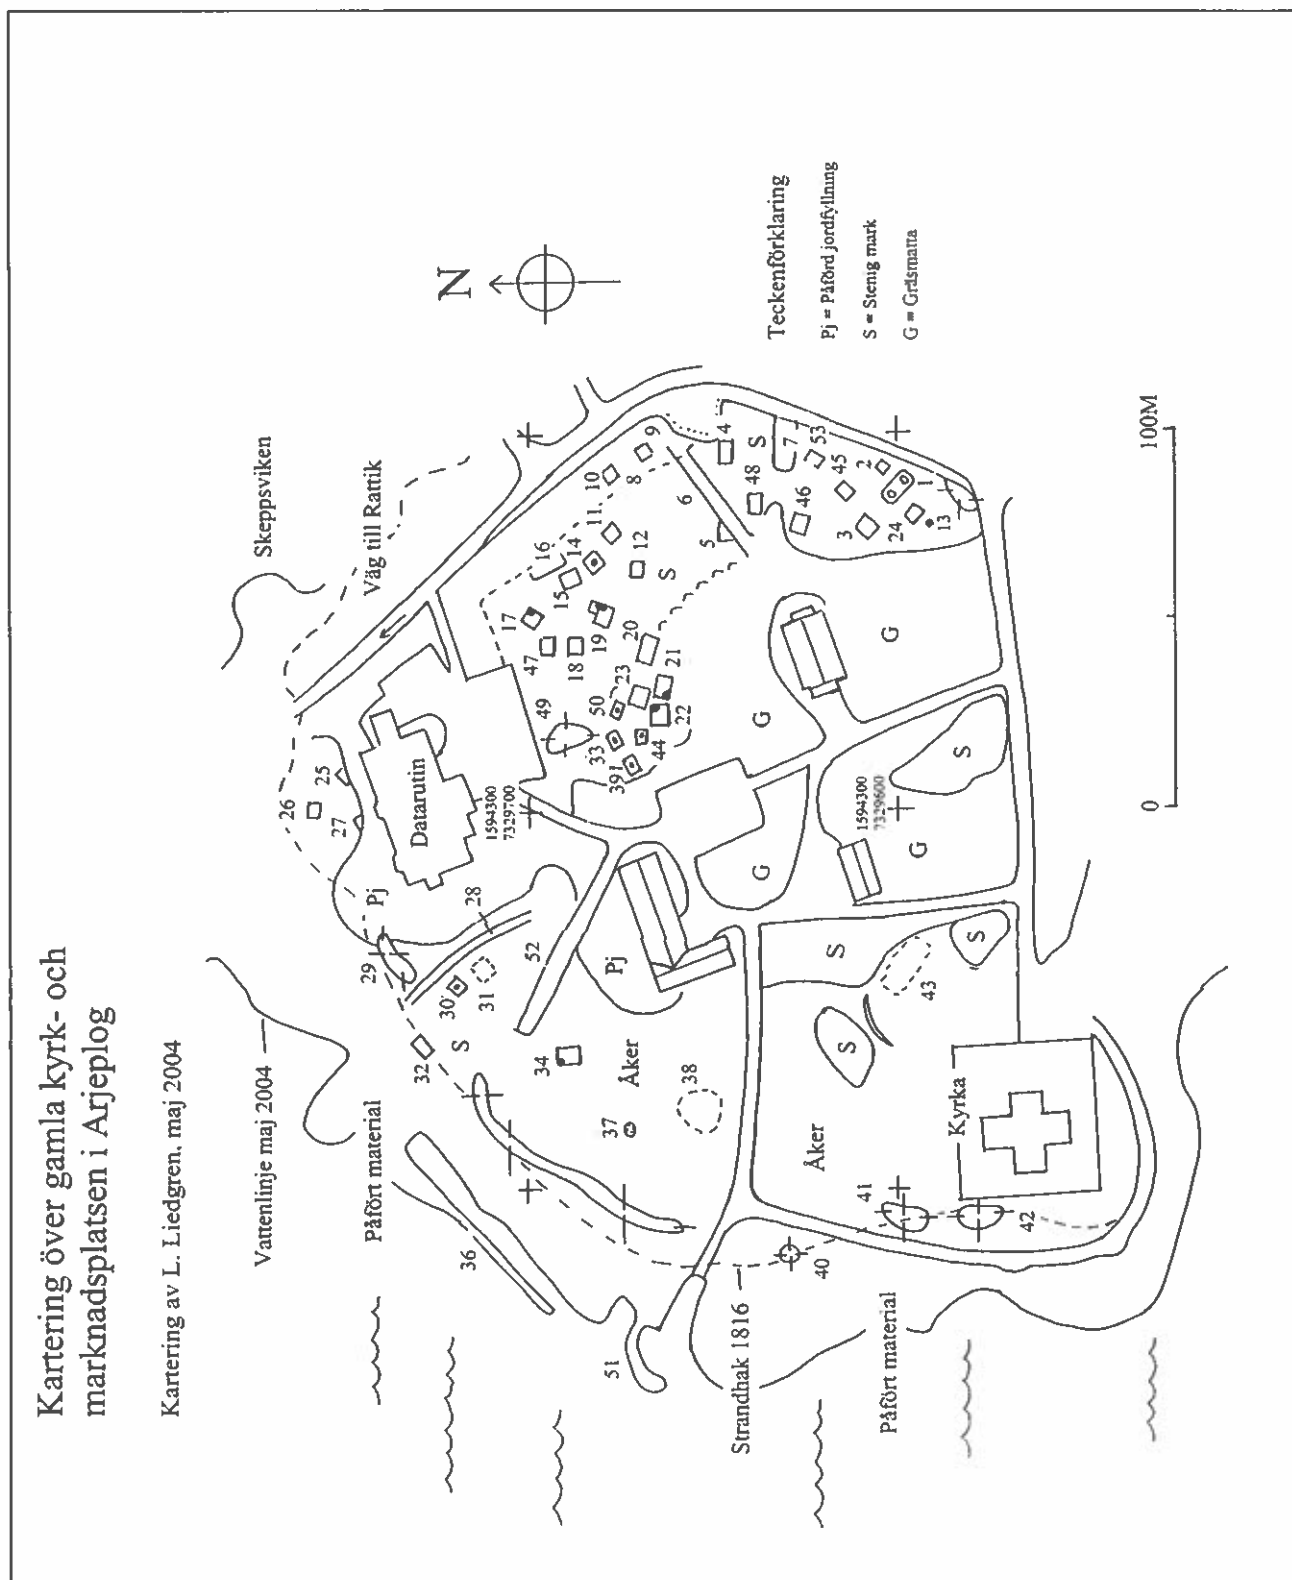 Kartering över gamla kyrk- och
marknadsplatsen i Arjeplog
Kartering av L. Liedgren, maj 2004
Vattenlinje maj 2004
Skeppsviken
Väg till Rattik
N
Påfört material
Datarutin
Pj
1594300
7329700
26
25
27
28
29
30
31
32
S
52
34
Åker
36
37
38
51
Pj
49
47
17
16
15
14
11
10
9
8
12
18
19
20
21
22
23
50
33
39
44
S
6
5
4
S
48
7
53
46
45
3
2
1
24
13
G
G
G
G
S
1594300
7329600
S
S
S
43
Åker
Kyrka
41
42
40
Strandhak 1816
Påfört material
Teckenförklaring
Pj = Påförd jordfyllning
S = Stenig mark
G = Gräsmatta
0
100M